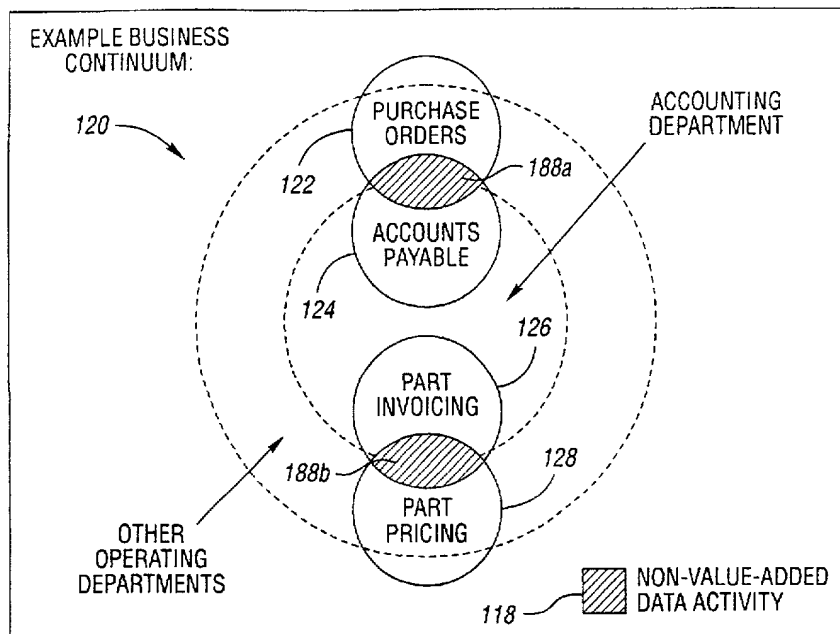 EXAMPLE BUSINESS
CONTINUUM:
120
PURCHASE
ORDERS
ACCOUNTING
DEPARTMENT
122
188a
ACCOUNTS
PAYABLE
124
126
PART
INVOICING
188b
128
PART
PRICING
OTHER
OPERATING
DEPARTMENTS
118
NON-VALUE-ADDED
DATA ACTIVITY